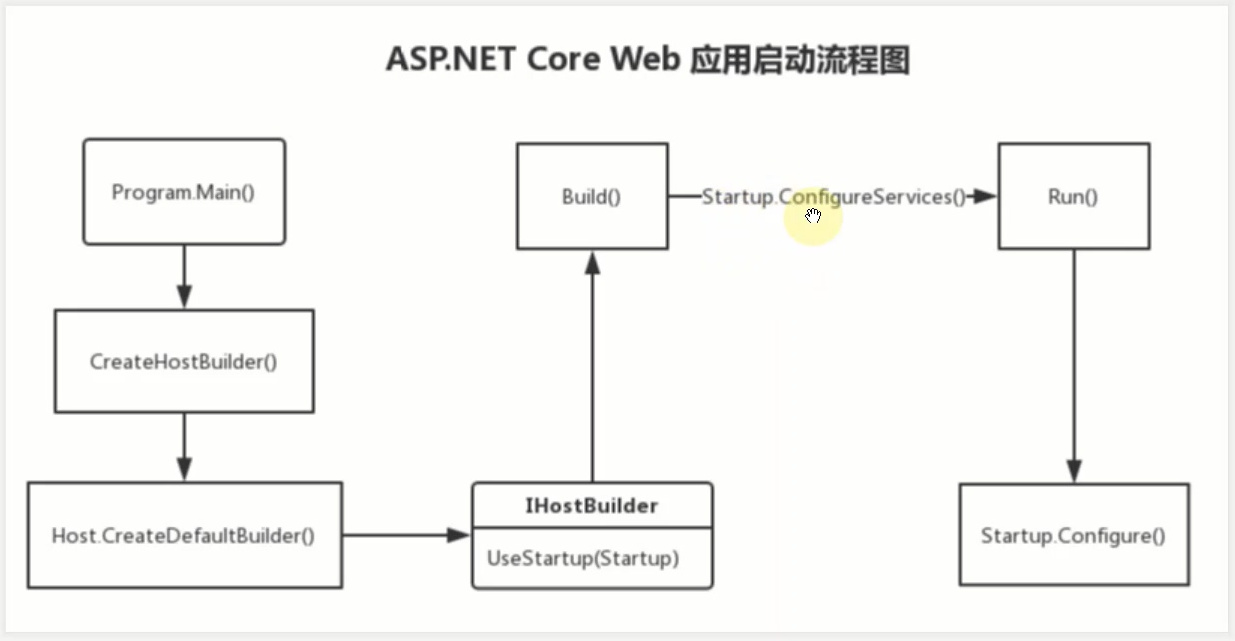 ASP.NET Core Web 应用启动流程图
Program.Main()
CreateHostBuilder()
Host.CreateDefaultBuilder()
IHostBuilder
UseStartup(Startup)
Build()
Startup.ConfigureServices()
Run()
Startup.Configure()